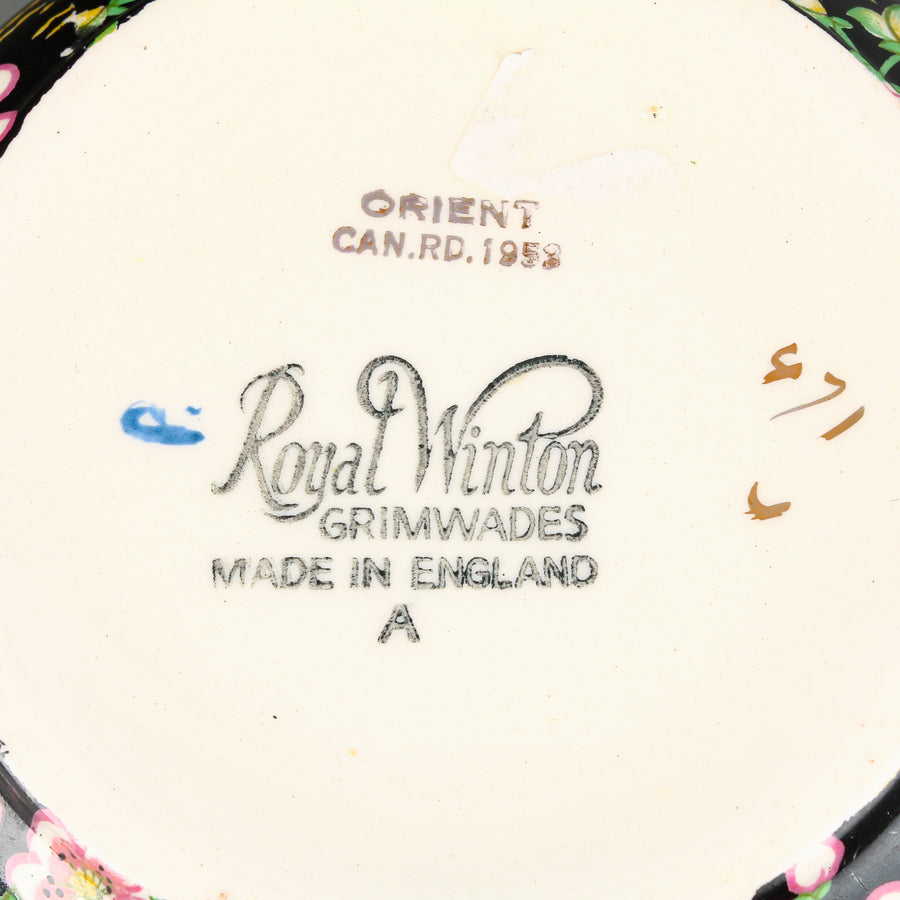 ORIENT
CAN.RD.1953
Royal Winton
GRIMWADES
MADE IN ENGLAND
A